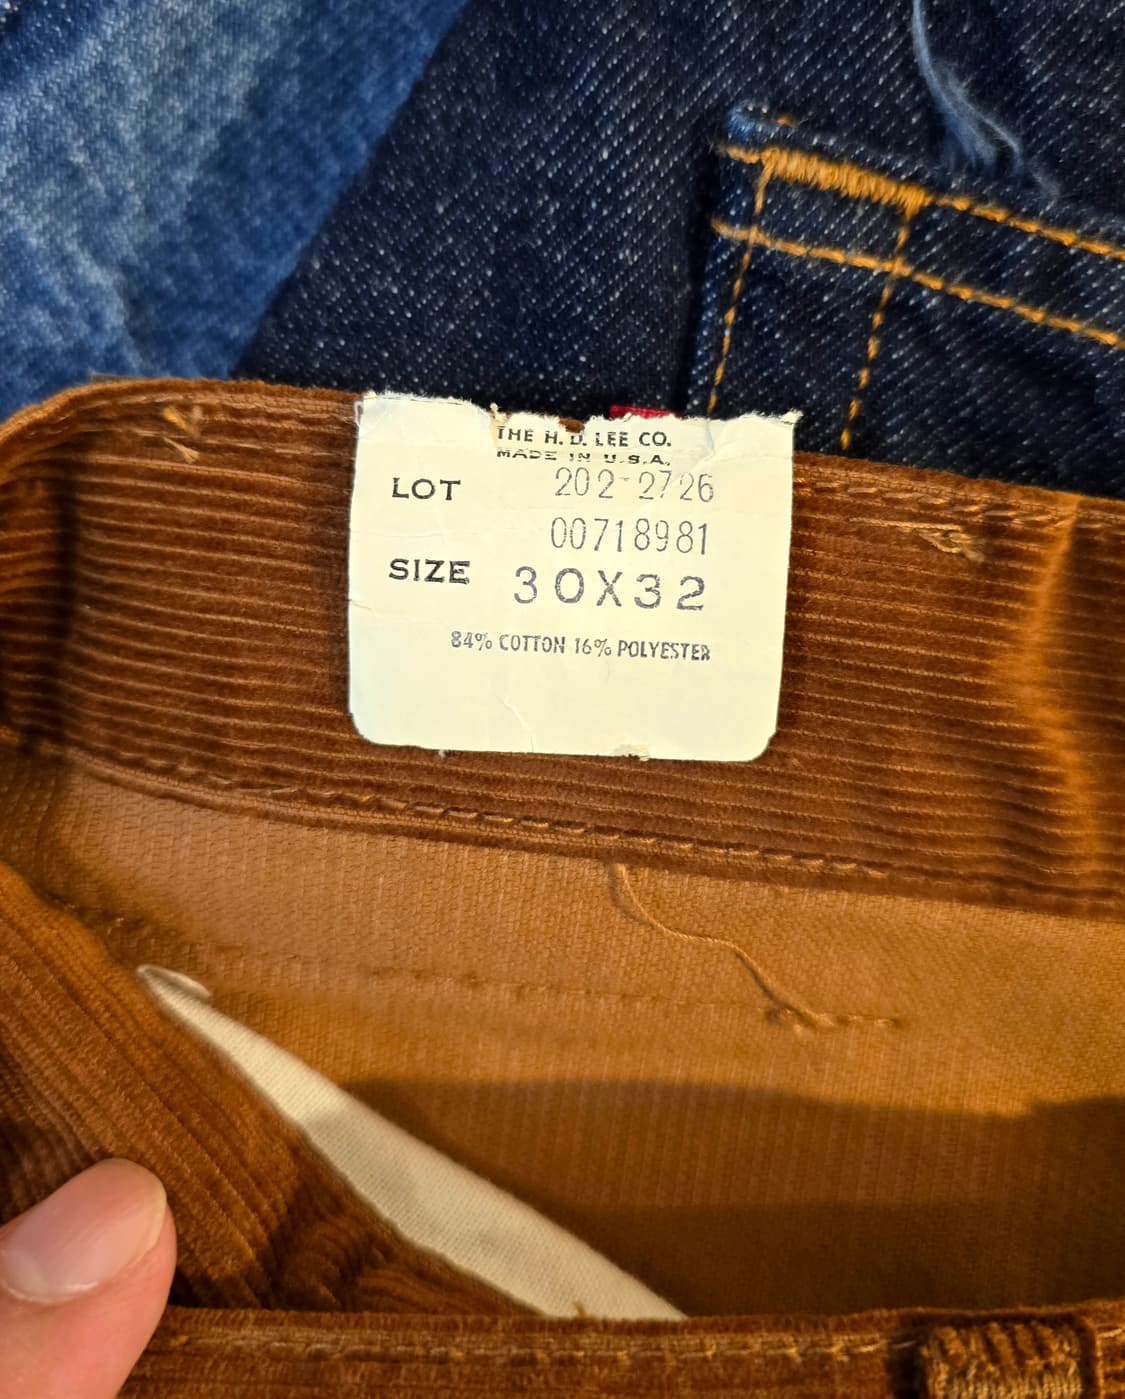 THE H. D. LEE CO.
MADE IN U.S.A.
LOT 202-2726
00718981
SIZE 30X32
84% COTTON 16% POLYESTER